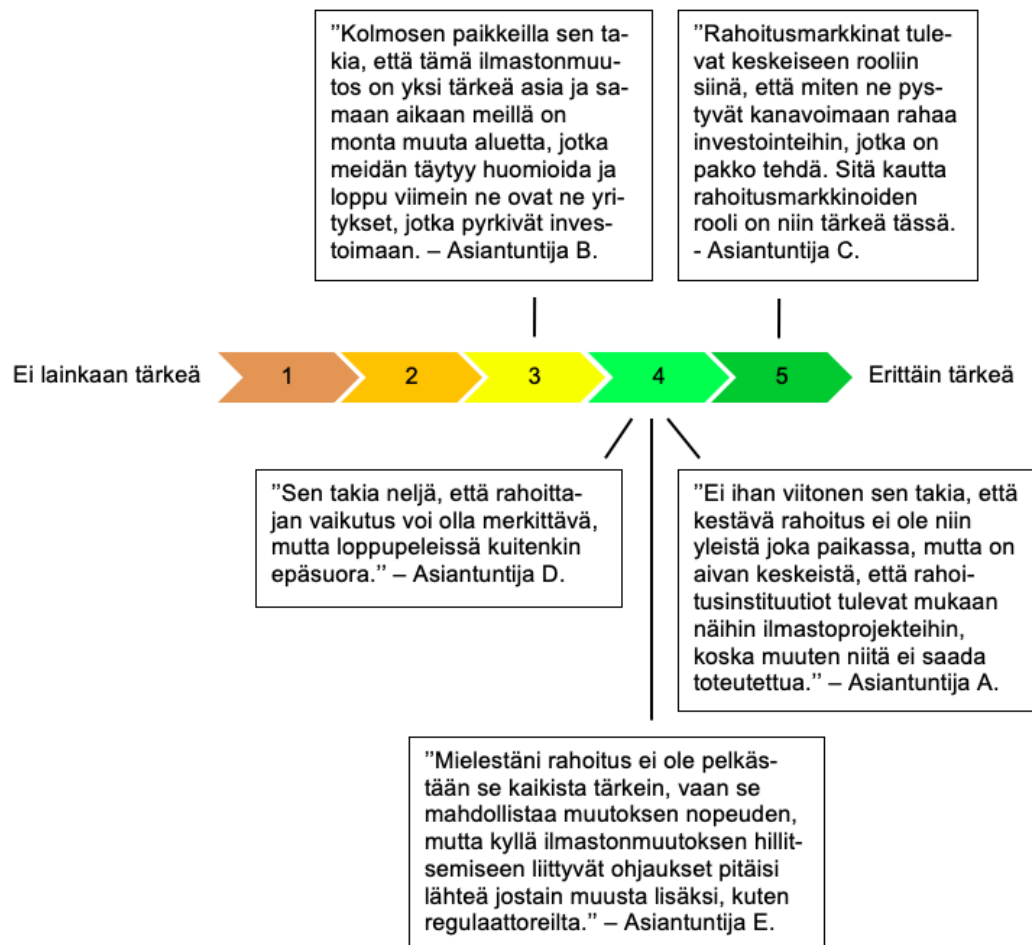 ”Kolmosen paikkeilla sen ta-
kia, että tämä ilmastonmuu-
tos on yksi tärkeä asia ja sa-
maan aikaan meillä on
monta muuta aluetta, jotka
meidän täytyy huomioida ja
loppu viimein ne ovat ne yri-
tykset, jotka pyrkivät inves-
toimaan. – Asiantuntija B.
”Rahoitusmarkkinat tule-
vat keskeiseen rooliin
siinä, että miten ne pys-
tyvät kanavoimaan rahaa
investointeihin, jotka on
pakko tehdä. Sitä kautta
rahoitusmarkkinoiden
rooli on niin tärkeä tässä.
- Asiantuntija C.
Ei lainkaan tärkeä 1 2 3 4 5 Erittäin tärkeä
”Sen takia neljä, että rahoitta-
jan vaikutus voi olla merkittävä,
mutta loppupeleissä kuitenkin
epäsuora.” – Asiantuntija D.
”Ei ihan viitonen sen takia, että
kestävä rahoitus ei ole niin
yleistä joka paikassa, mutta on
aivan keskeistä, että rahoi-
tusinstituutiot tulevat mukaan
näihin ilmastoprojekteihin,
koska muuten niitä ei saada
toteutettua.” – Asiantuntija A.
”Mielestäni rahoitus ei ole pelkäs-
tään se kaikista tärkein, vaan se
mahdollistaa muutoksen nopeuden,
mutta kyllä ilmastonmuutoksen hillit-
semiseen liittyvät ohjaukset pitäisi
lähteä jostain muusta lisäksi, kuten
regulaattoreilta.” – Asiantuntija E.